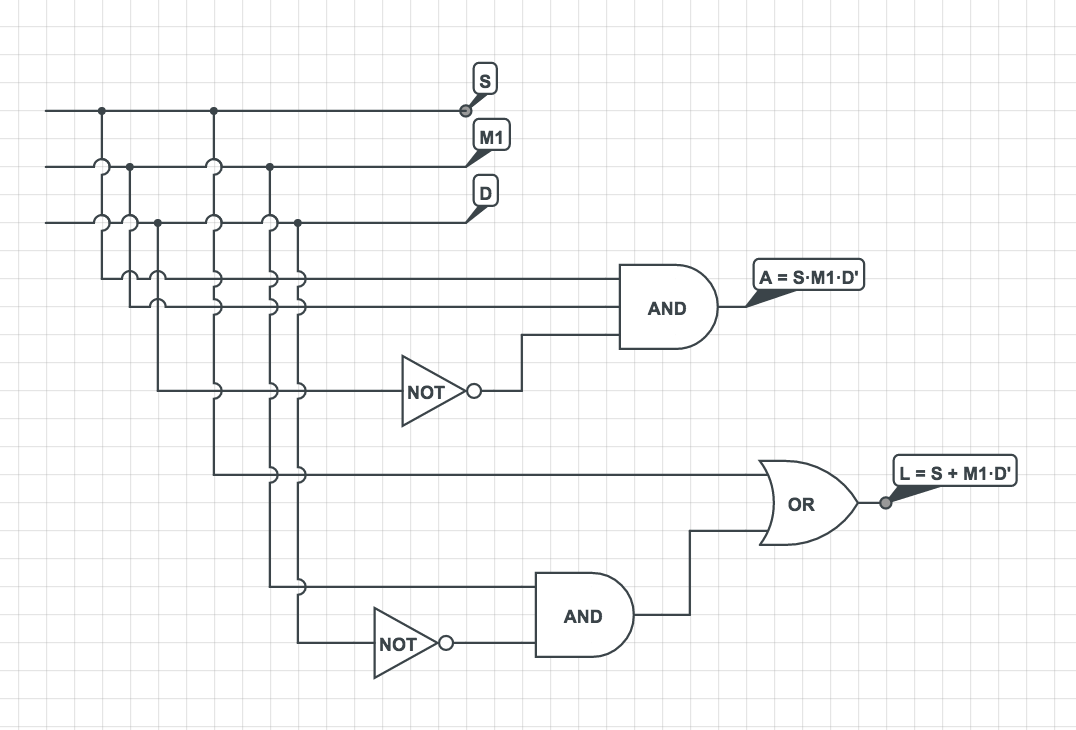 S
M1
D
AND
A = S·M1·D'
NOT
OR
L = S + M1·D'
AND
NOT